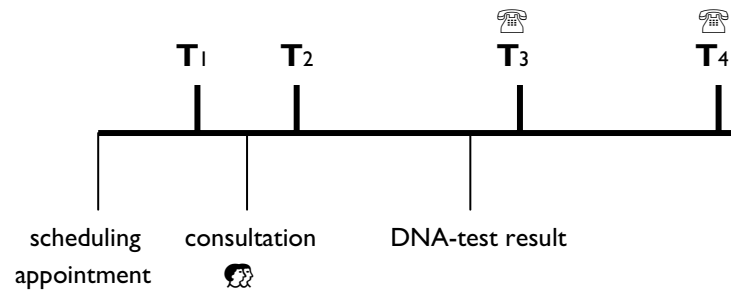 T1 T2 T3 T4
scheduling consultation DNA-test result
appointment